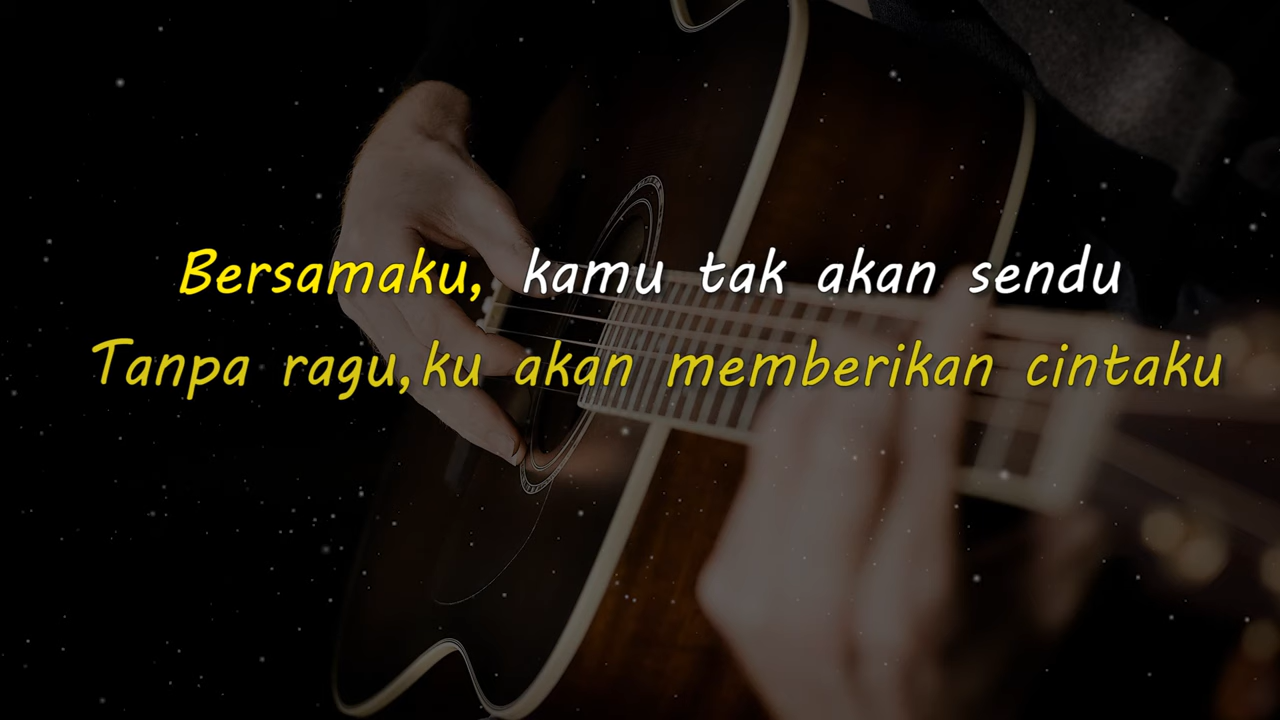 Bersamaku, kamu tak akan sendu
Tanpa ragu,ku akan memberikan cintaku